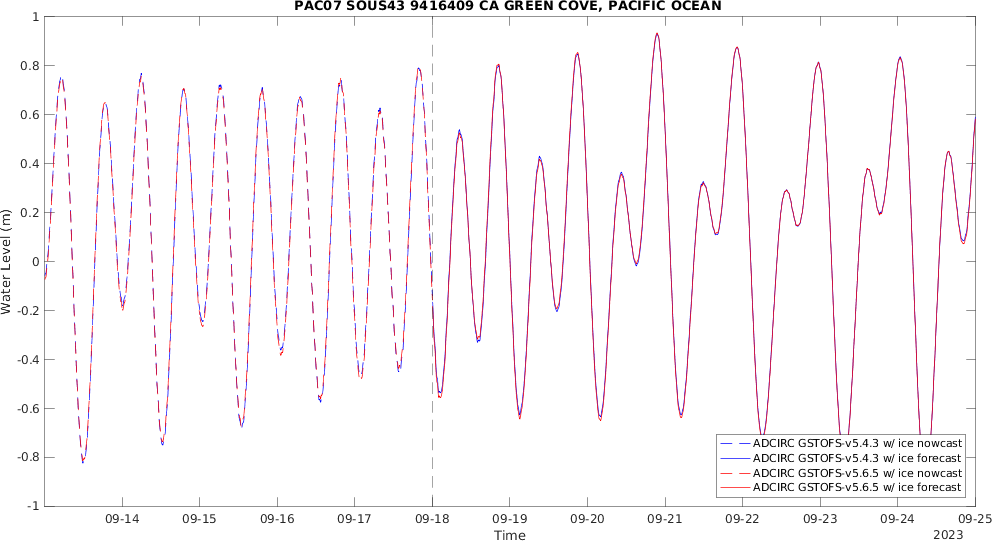 PAC07 SOUS43 9416409 CA GREEN COVE, PACIFIC OCEAN
1
0.8
0.6
0.4
0.2
0
-0.2
-0.4
-0.6
-0.8
-1
Water Level (m)
ADCIRC GSTOFS-v5.4.3 w/ ice nowcast
ADCIRC GSTOFS-v5.4.3 w/ ice forecast
ADCIRC GSTOFS-v5.6.5 w/ ice nowcast
ADCIRC GSTOFS-v5.6.5 w/ ice forecast
09-14 09-15 09-16 09-17 09-18 09-19 09-20 09-21 09-22 09-23 09-24 09-25
Time
2023